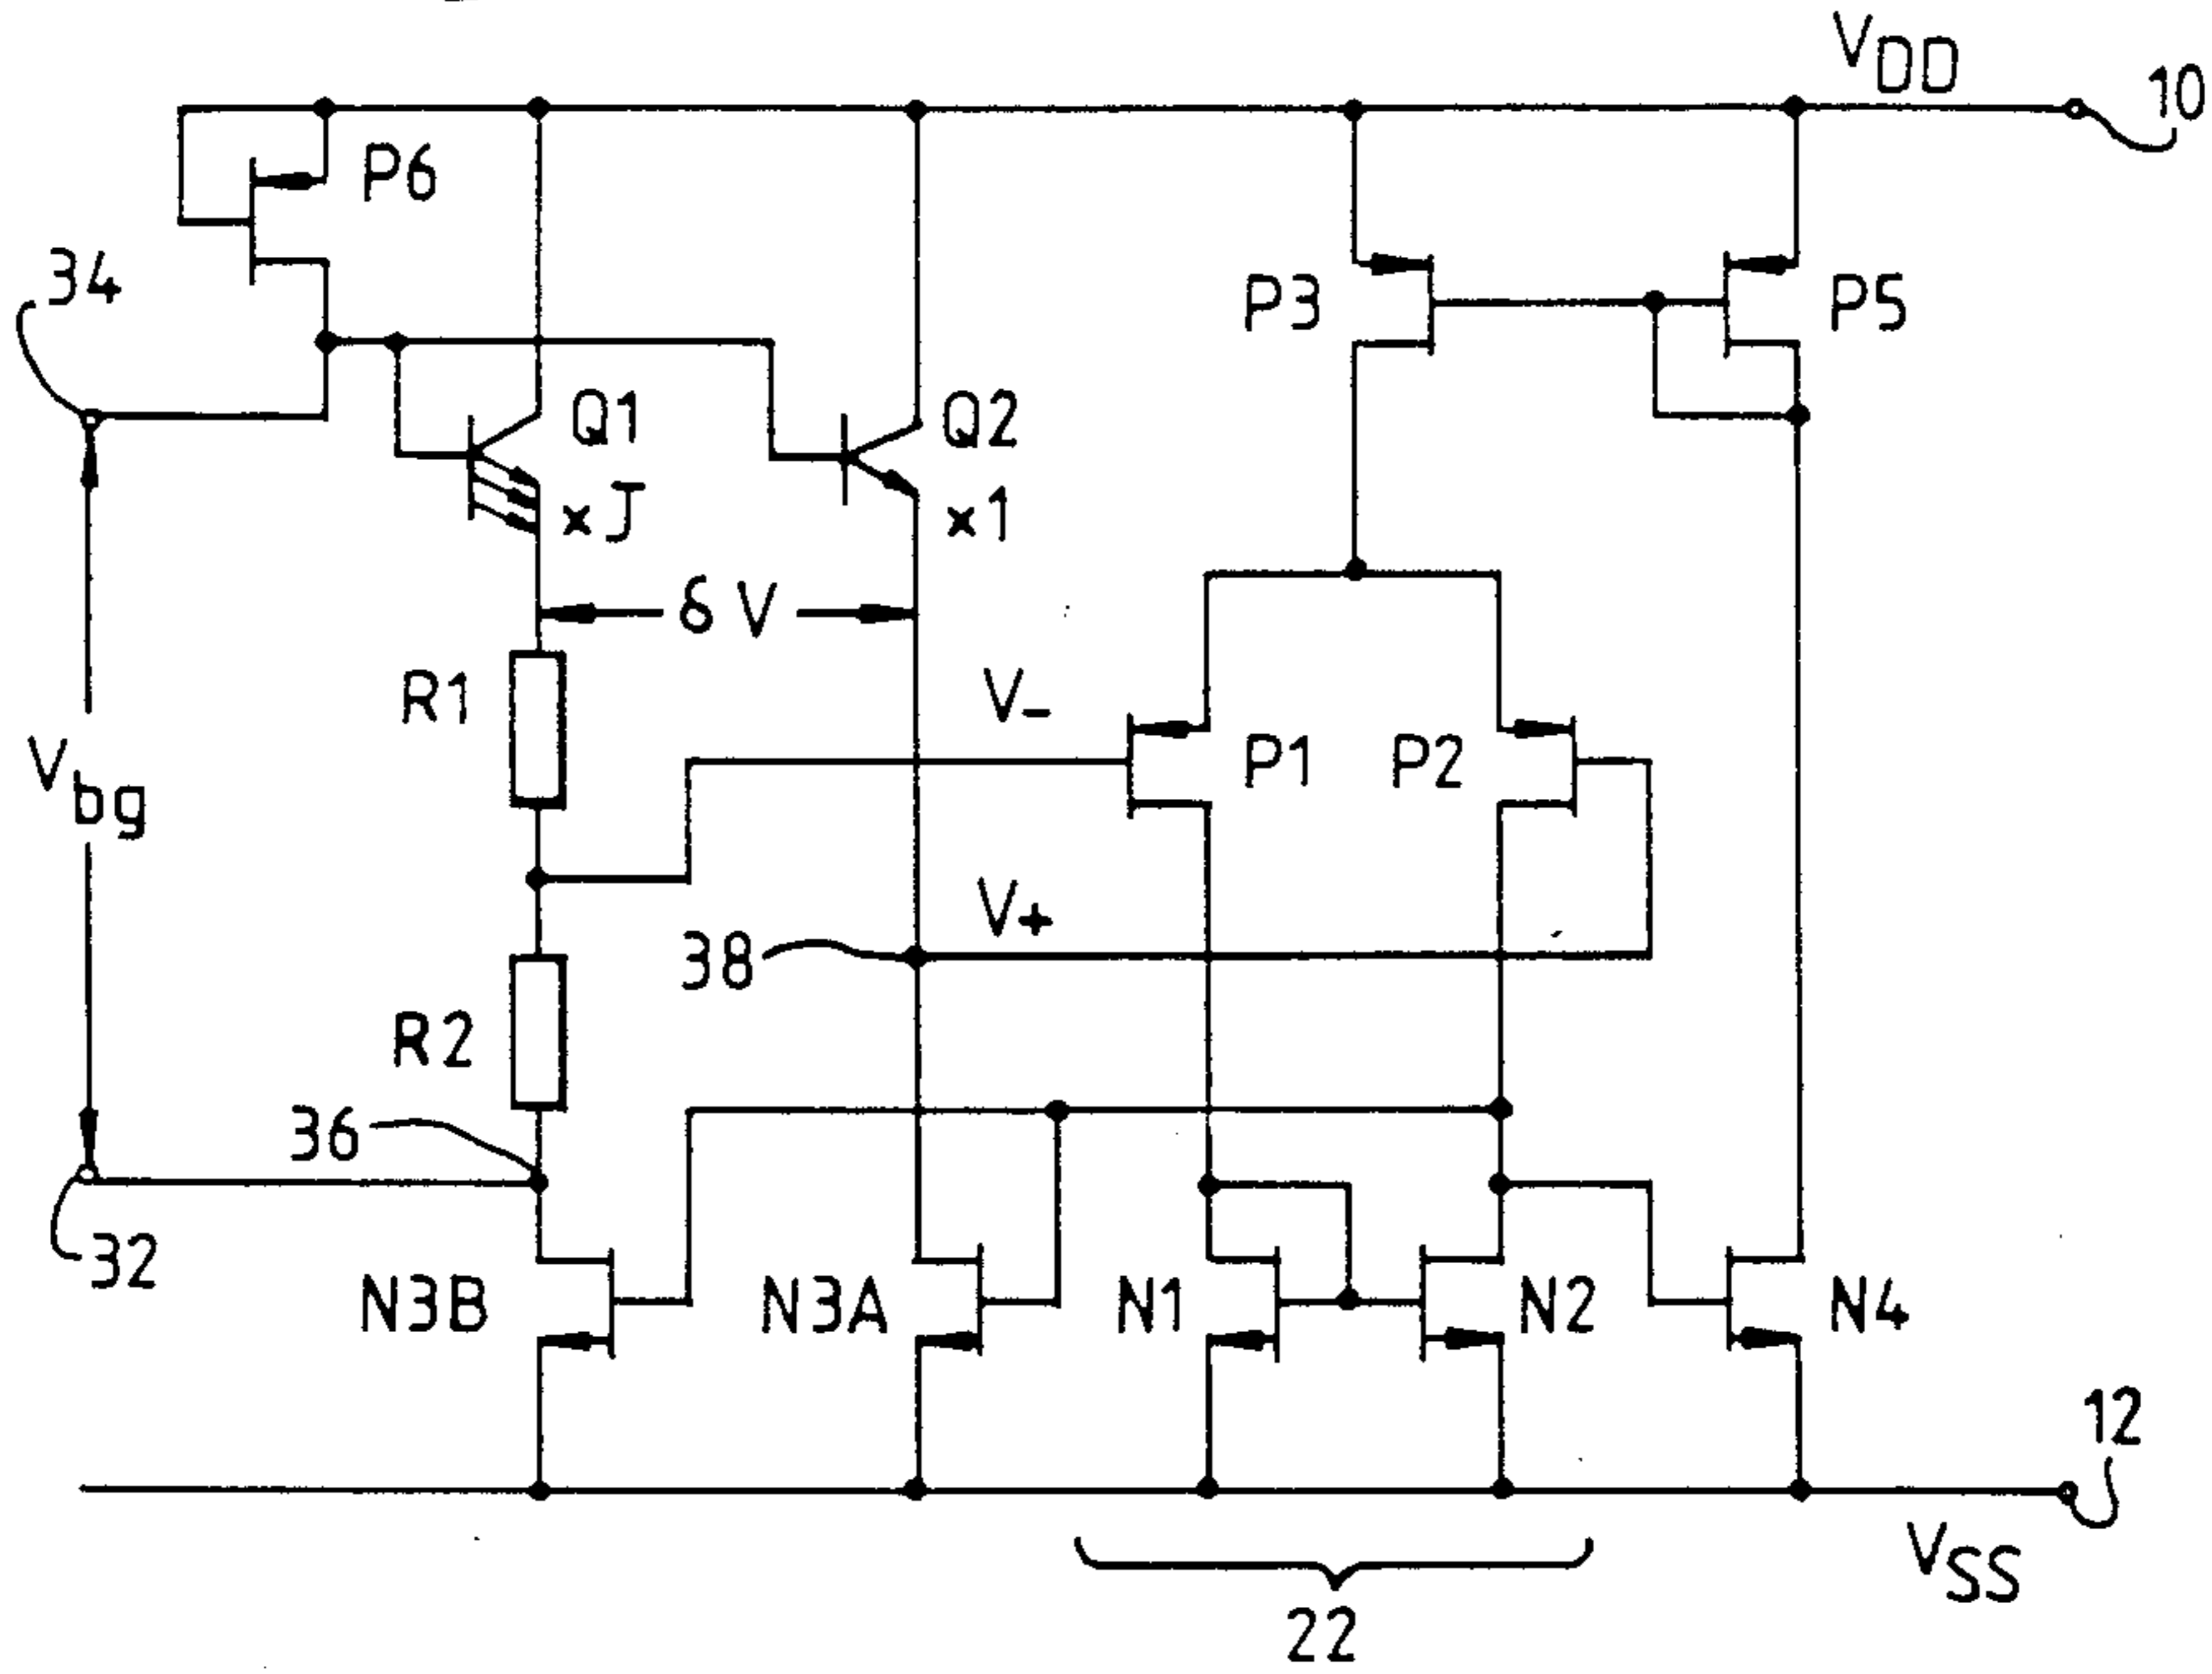 VDD
10
P6
34
P3
P5
Q1
Q2
xJ
x1
6 V
R1
V-
P1
P2
Vbg
V+
38
R2
36
32
N3B
N3A
N1
N2
N4
12
VSS
22